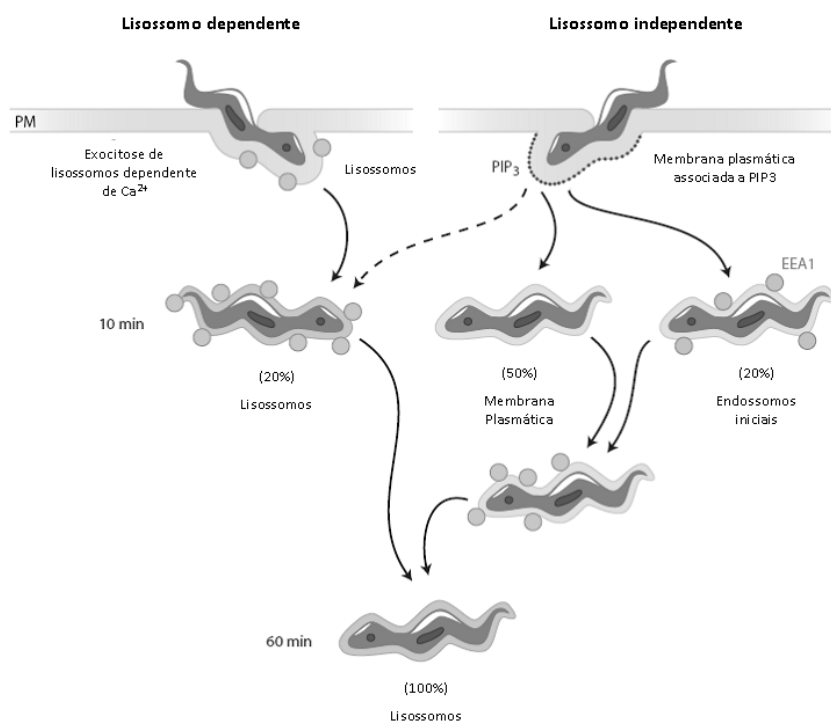 Lisossomo dependente
Lisossomo independente
PM
Exocitose de
lisossomos dependente
de Ca2+
Lisossomos
PIP3
Membrana plasmática
associada a PIP3
EEA1
10 min
(20%)
Lisossomos
(50%)
Membrana
Plasmática
(20%)
Endossomos
iniciais
60 min
(100%)
Lisossomos